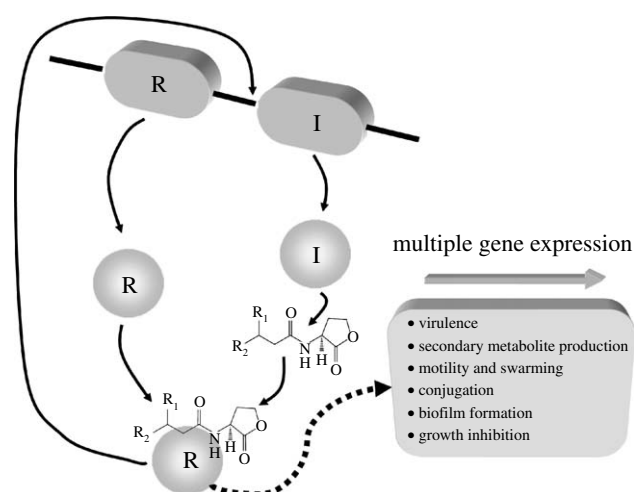 R
I
R
I
multiple gene expression
• virulence
• secondary metabolite production
• motility and swarming
• conjugation
• biofilm formation
• growth inhibition
R₁
O
R₂
N
H
H
O
O
R₁
O
R₂
N
H
H
O
O
R